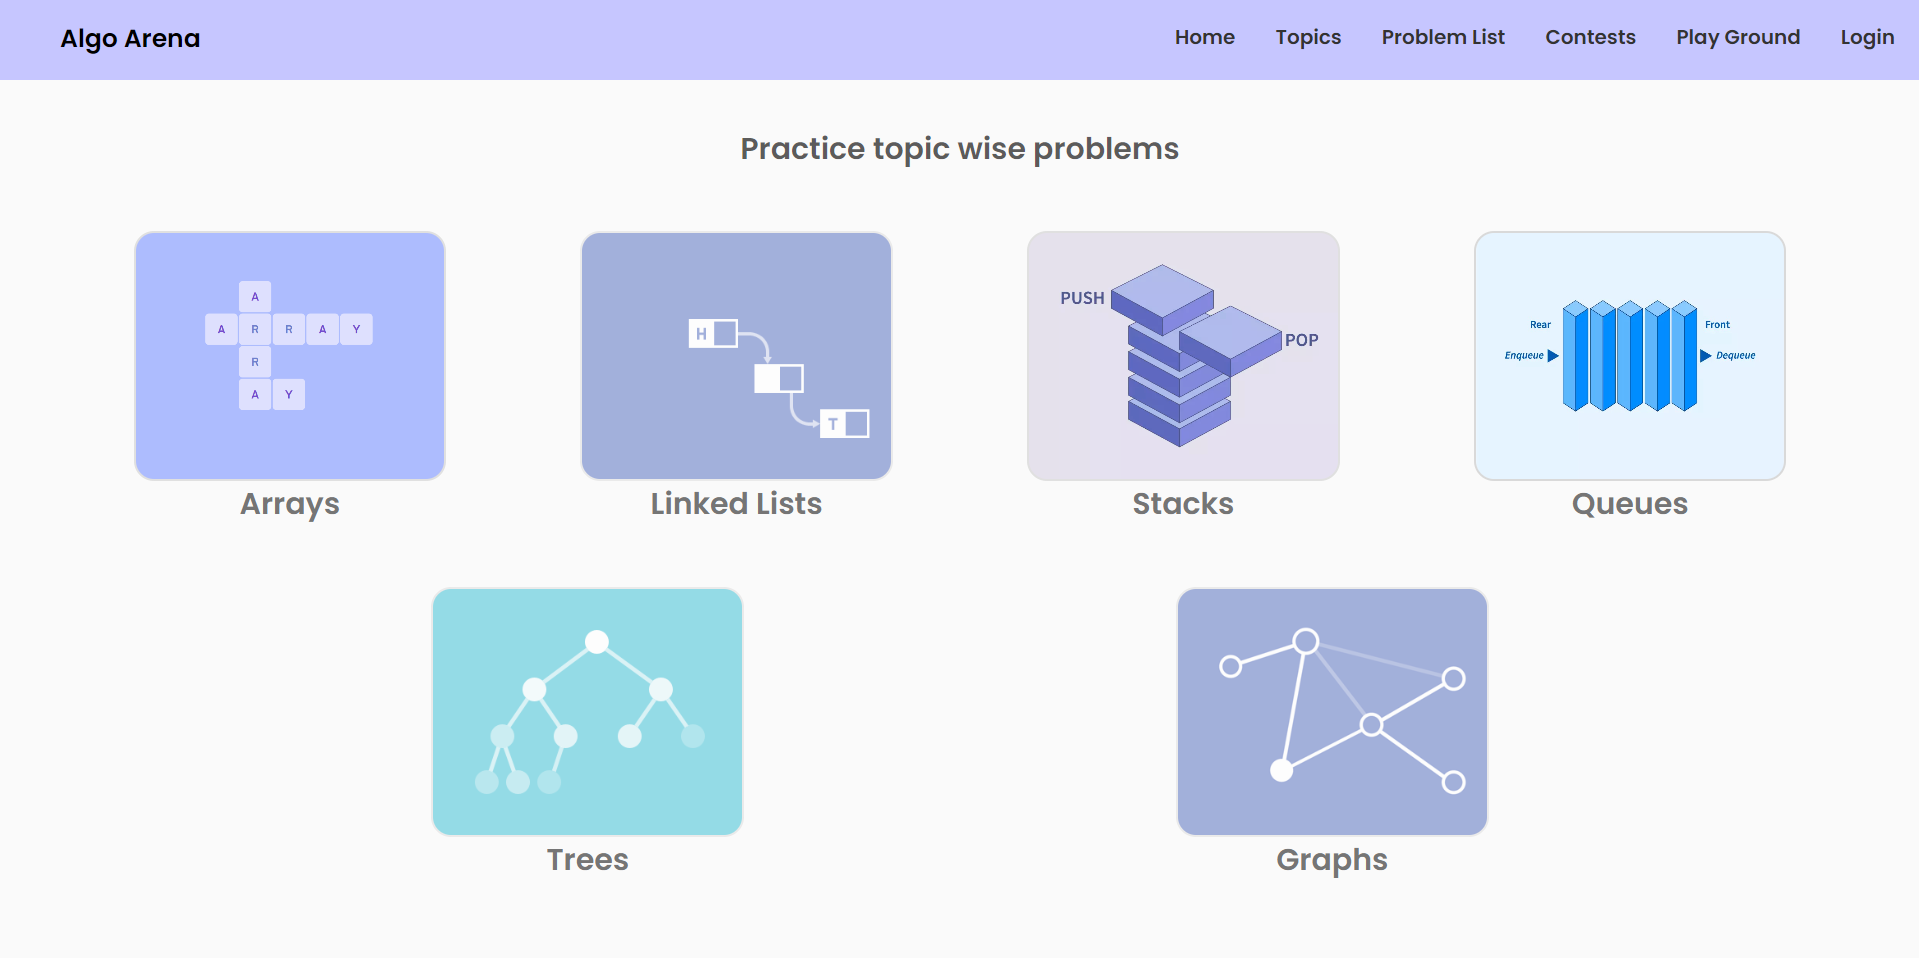 Algo Arena
Home Topics Problem List Contests Play Ground Login
Practice topic wise problems
A
A R R A Y
R
A Y
Arrays
H
T
Linked Lists
PUSH
POP
Stacks
Rear Front
Enqueue Dequeue
Queues
Trees
Graphs